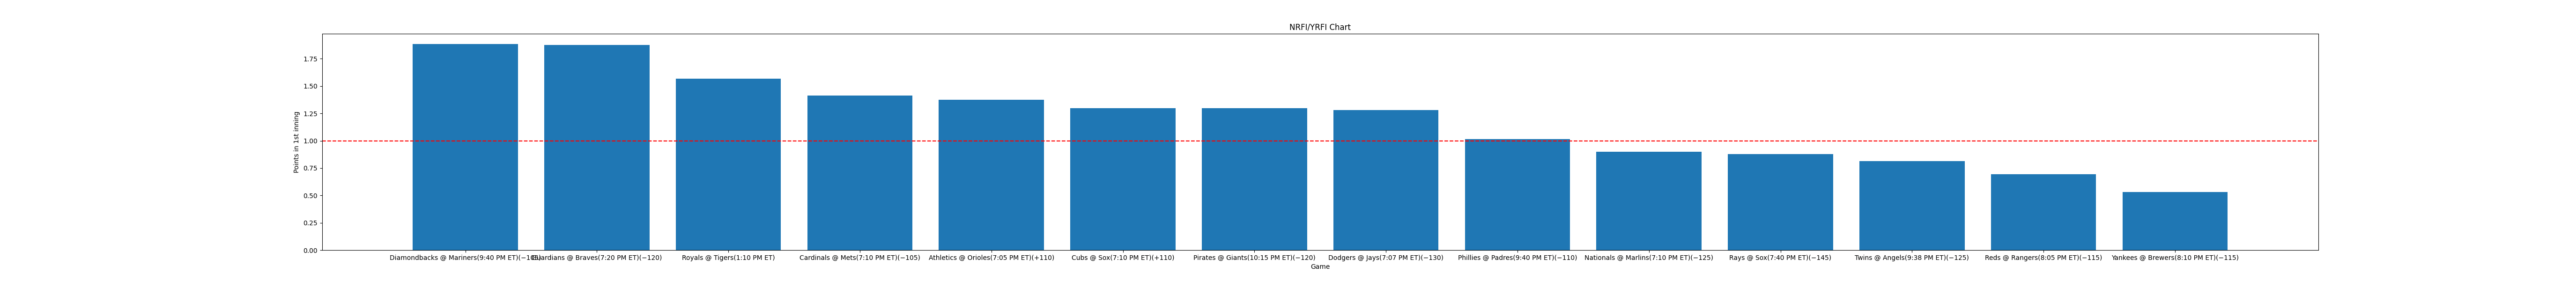 NRFI/YRFI Chart
Points in 1st inning
1.75
1.50
1.25
1.00
0.75
0.50
0.25
0.00
Diamondbacks @ Mariners(9:40 PM ET) Guardians @ Braves(7:20 PM ET)(−120) Royals @ Tigers(1:10 PM ET) Cardinals @ Mets(7:10 PM ET)(−105) Athletics @ Orioles(7:05 PM ET)(+110) Cubs @ Sox(7:10 PM ET)(+110) Pirates @ Giants(10:15 PM ET)(−120) Dodgers @ Jays(7:07 PM ET)(−130) Phillies @ Padres(9:40 PM ET)(−110) Nationals @ Marlins(7:10 PM ET)(−125) Rays @ Sox(7:40 PM ET)(−145) Twins @ Angels(9:38 PM ET)(−125) Reds @ Rangers(8:05 PM ET)(−115) Yankees @ Brewers(8:10 PM ET)(−115)
Game